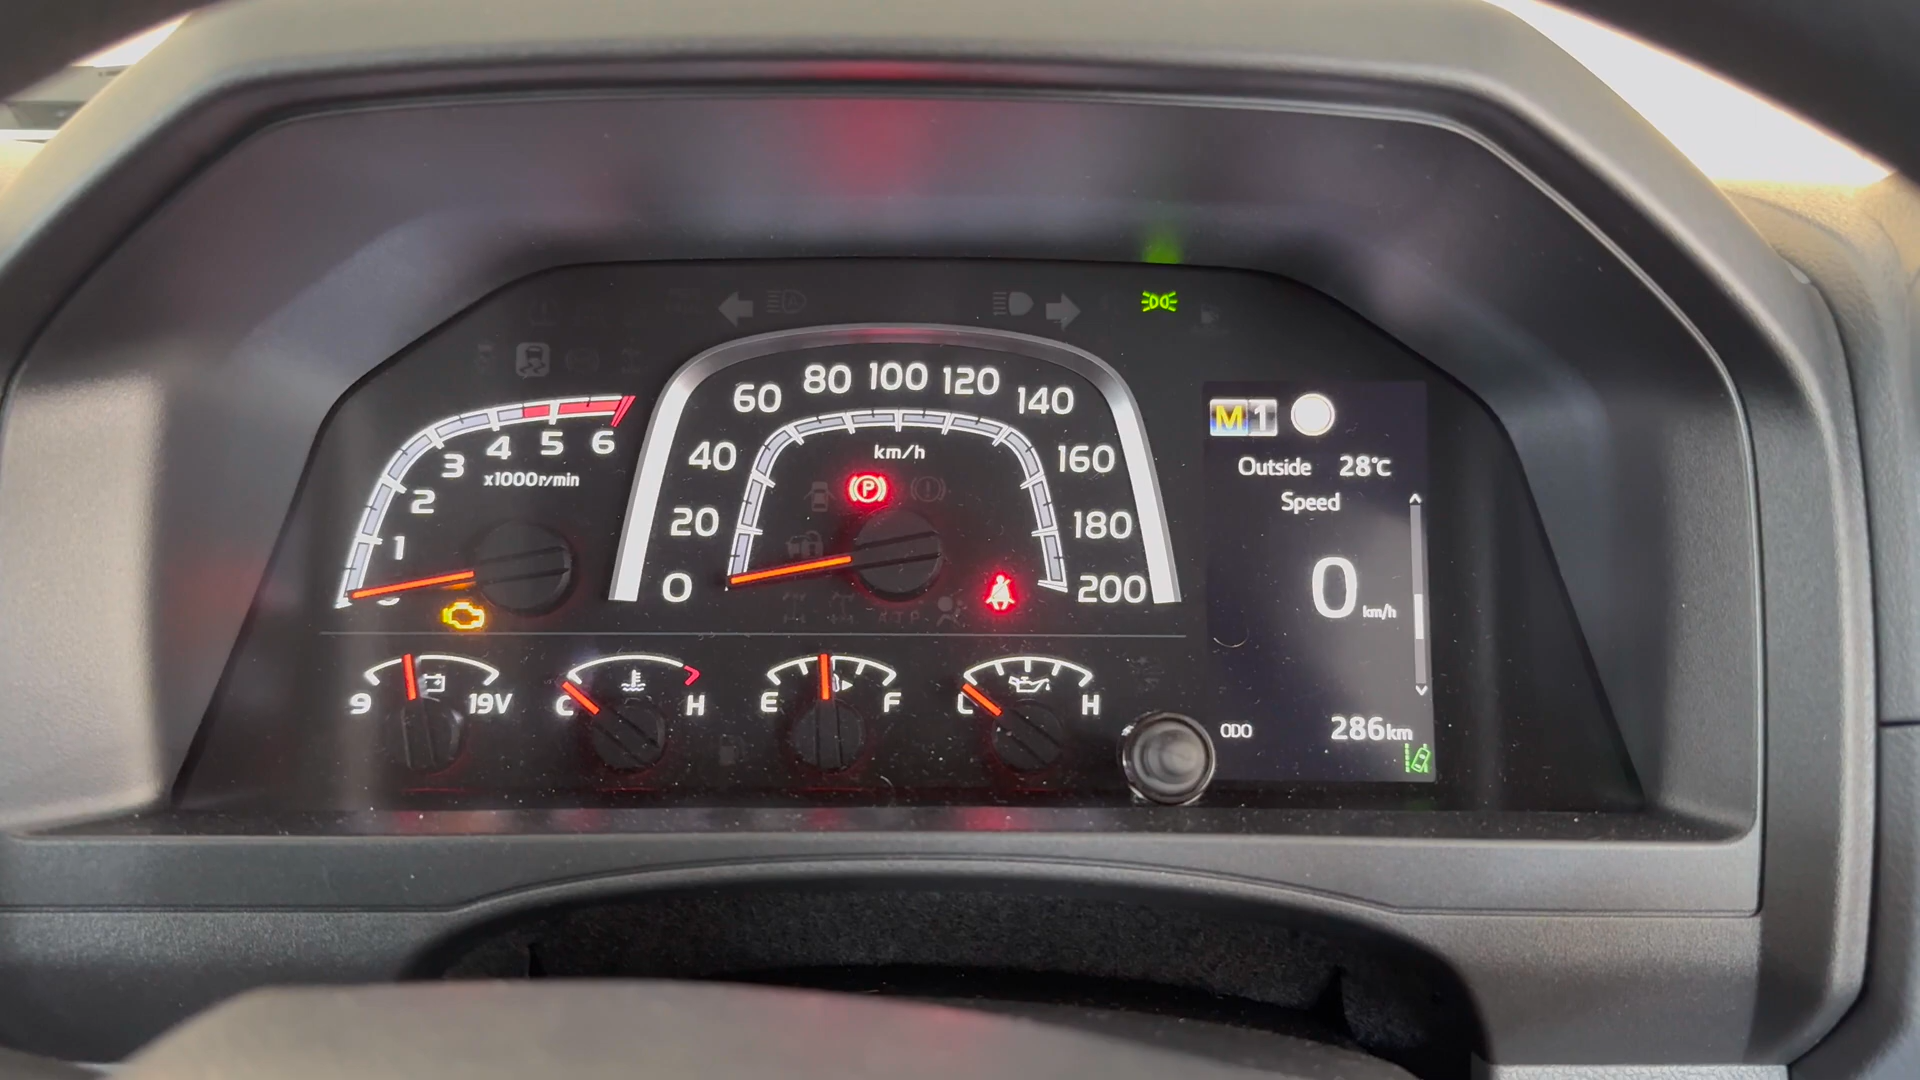 80 100 120
60 140
40 km/h 160
20 180
0 200
1 2 3 4 5 6
x1000r/min
P
9 19V
C H
E F
L H
M 1
Outside 28°C
Speed
0 km/h
ODO 286km